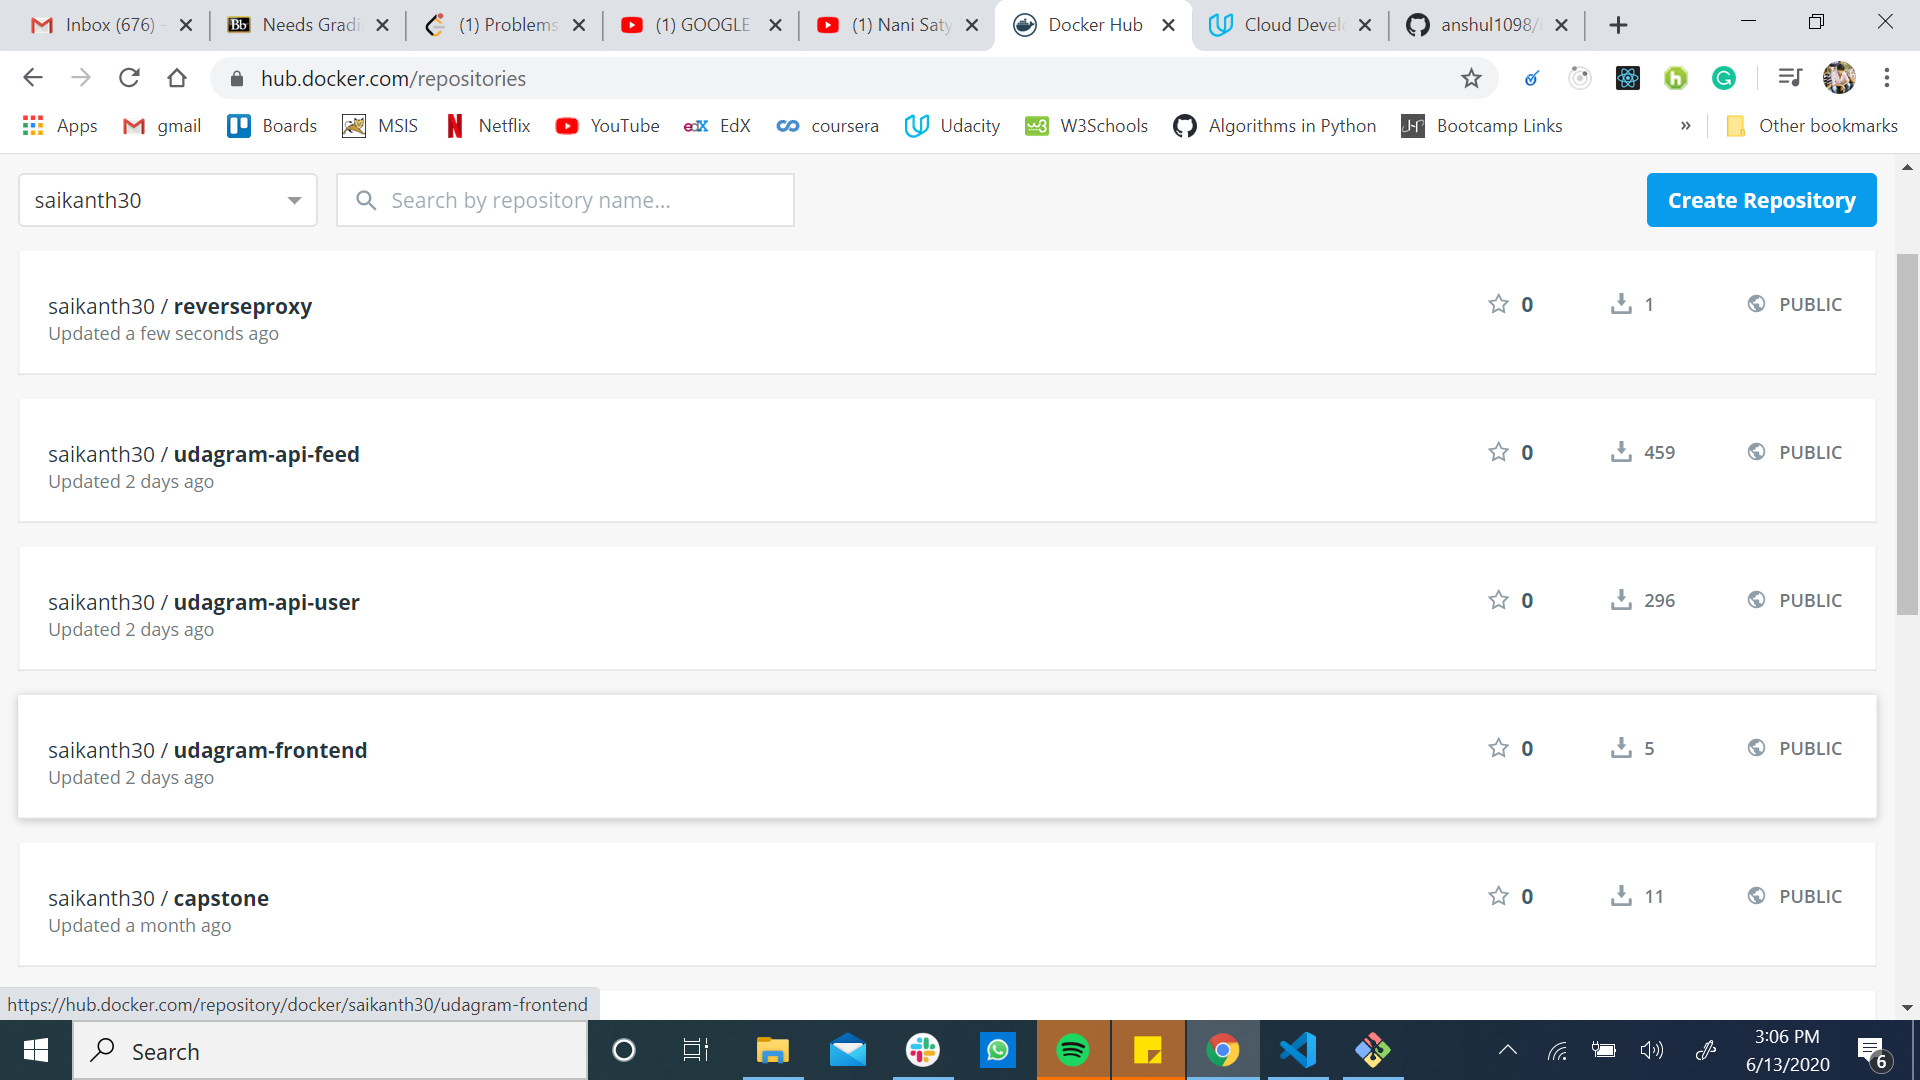 Inbox (676) -
Needs Gradi
(1) Problems
(1) GOOGLE
(1) Nani Saty
Docker Hub
Cloud Develo
anshul1098/
hub.docker.com/repositories
Apps
gmail
Boards
MSIS
Netflix
YouTube
EdX
coursera
Udacity
W3Schools
Algorithms in Python
Bootcamp Links
»
Other bookmarks
saikanth30
Search by repository name...
Create Repository
saikanth30 / reverseproxy
0
1
PUBLIC
Updated a few seconds ago
saikanth30 / udagram-api-feed
0
459
PUBLIC
Updated 2 days ago
saikanth30 / udagram-api-user
0
296
PUBLIC
Updated 2 days ago
saikanth30 / udagram-frontend
0
5
PUBLIC
Updated 2 days ago
saikanth30 / capstone
0
11
PUBLIC
Updated a month ago
https://hub.docker.com/repository/docker/saikanth30/udagram-frontend
Search
3:06 PM
6/13/2020
6